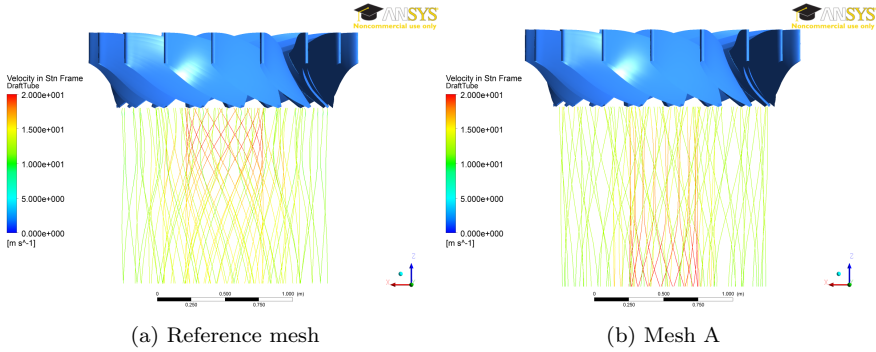 ANSYS
Noncommercial use only
Velocity in Stn Frame
DraftTube
2.000e+001
1.500e+001
1.000e+001
5.000e+000
0.000e+000
[m s^-1]
Z
X
0
0.500
1.000 (m)
0.250
0.750
(a) Reference mesh
ANSYS
Noncommercial use only
Velocity in Stn Frame
DraftTube
2.000e+001
1.500e+001
1.000e+001
5.000e+000
0.000e+000
[m s^-1]
Z
X
0
0.500
1.000 (m)
0.250
0.750
(b) Mesh A